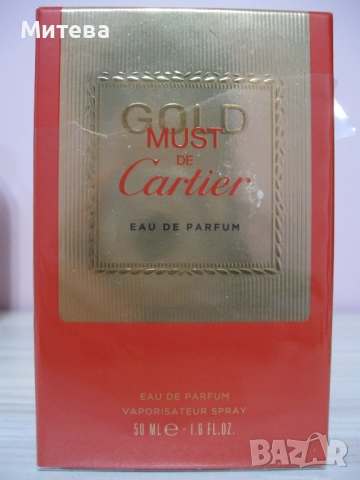 Митева
GOLD
MUST
DE
Cartier
EAU DE PARFUM
EAU DE PARFUM
VAPORISATEUR SPRAY
50 ML ℮ - 1.6 FL.OZ.
BAZAR